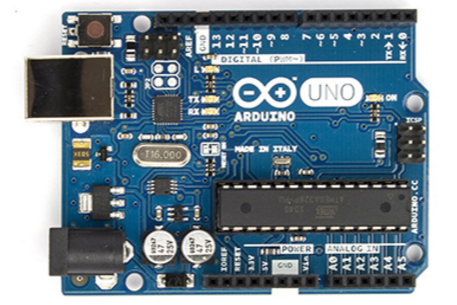 RESET
AREF
GND
13
12
~11
~10
~9
8
7
~6
~5
4
~3
2
TX→1
RX←0
DIGITAL (PWM~)
L
TX
RX
UNO
ARDUINO
ON
ICSP
T16.000
MADE IN ITALY
ARDUINO.CC
47
25V
47
25V
POWER
ANALOG IN
IOREF
RESET
3.3V
5V
GND
Vin
A0
A1
A2
A3
A4
A5